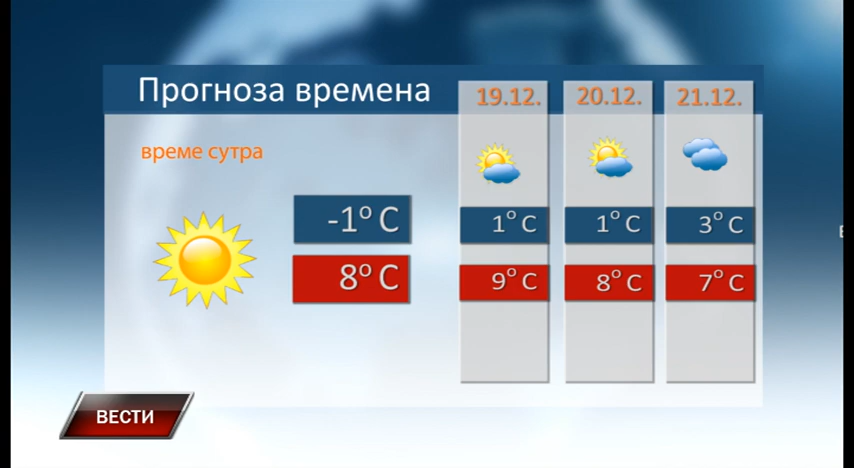 Прогноза времена
време сутра
-1° C
8° C
19.12.
1° C
9° C
20.12.
1° C
8° C
21.12.
3° C
7° C
ВЕСТИ